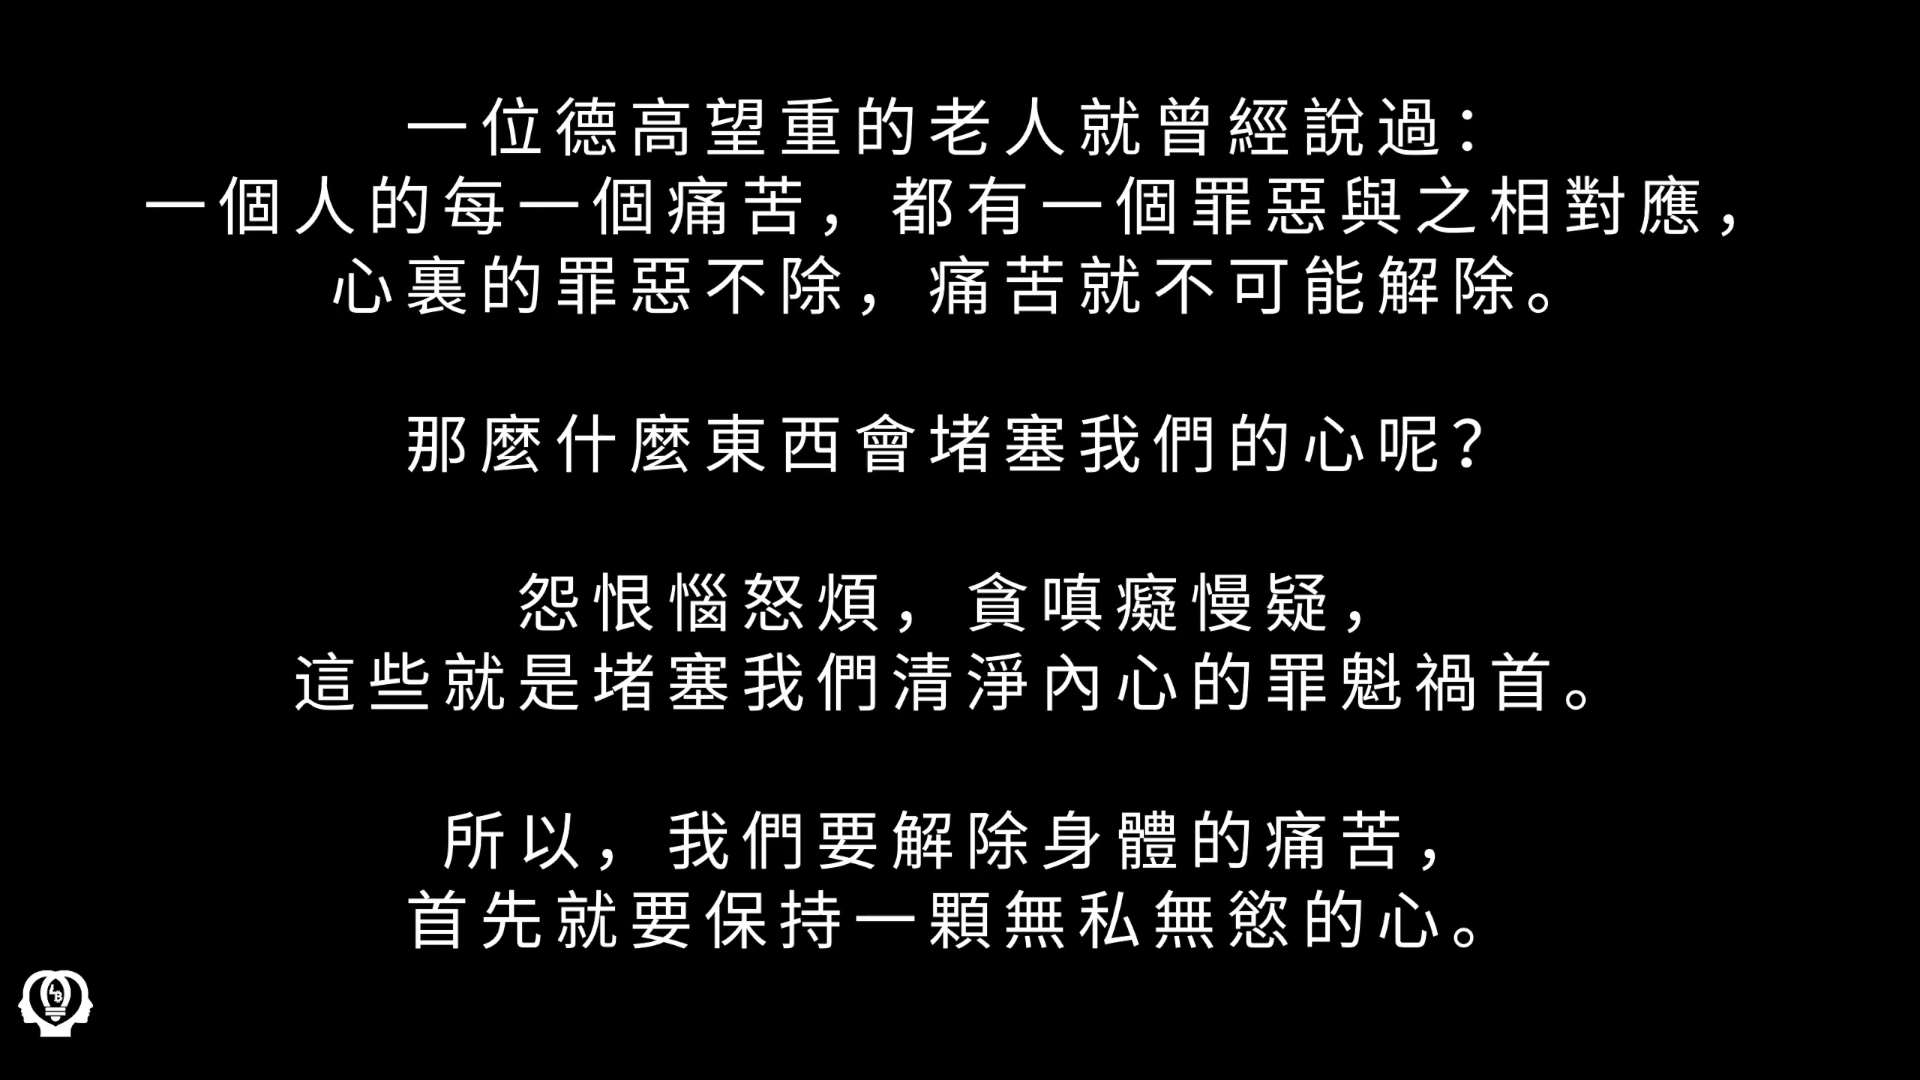 一位德高望重的老人就曾經說過：
一個人的每一個痛苦，都有一個罪惡與之相對應，
心裏的罪惡不除，痛苦就不可能解除。
那麼什麼東西會堵塞我們的心呢？
怨恨惱怒煩，貪嗔癡慢疑，
這些就是堵塞我們清淨內心的罪魁禍首。
所以，我們要解除身體的痛苦，
首先就要保持一顆無私無慾的心。